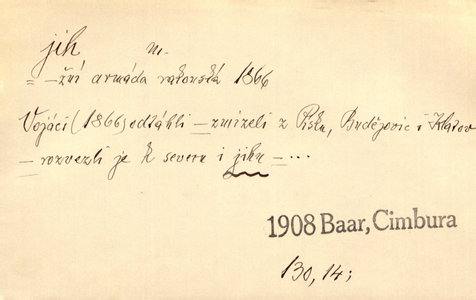 jih m.
= –žní armáda rakouská 1866
Vojáci (1866) odtáhli – zmizeli z Písku, Budějovic i Klatov
– rozvezli je k severu i jihu – ...
1908 Baar, Cimbura
130, 14;